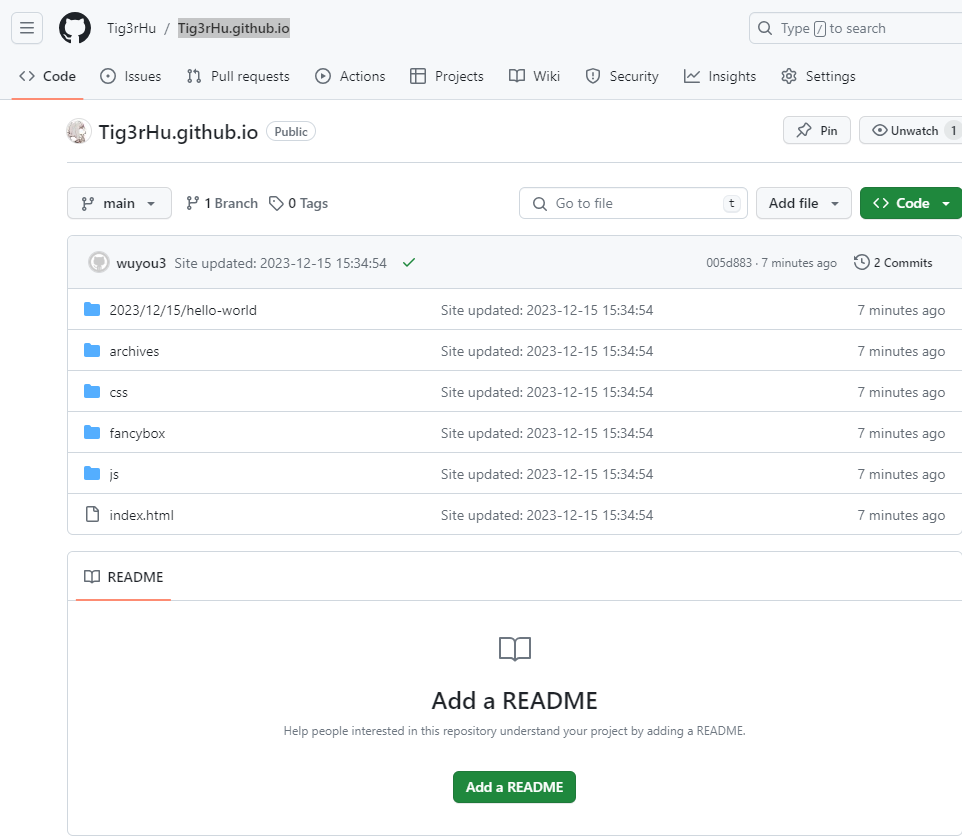 Tig3rHu / Tig3rHu.github.io Type / to search
Code Issues Pull requests Actions Projects Wiki Security Insights Settings
Tig3rHu.github.io Public Pin Unwatch 1
main 1 Branch 0 Tags Go to file t Add file Code
wuyou3 Site updated: 2023-12-15 15:34:54 005d883 · 7 minutes ago 2 Commits
2023/12/15/hello-world Site updated: 2023-12-15 15:34:54 7 minutes ago
archives Site updated: 2023-12-15 15:34:54 7 minutes ago
css Site updated: 2023-12-15 15:34:54 7 minutes ago
fancybox Site updated: 2023-12-15 15:34:54 7 minutes ago
js Site updated: 2023-12-15 15:34:54 7 minutes ago
index.html Site updated: 2023-12-15 15:34:54 7 minutes ago
README
Add a README
Help people interested in this repository understand your project by adding a README.
Add a README